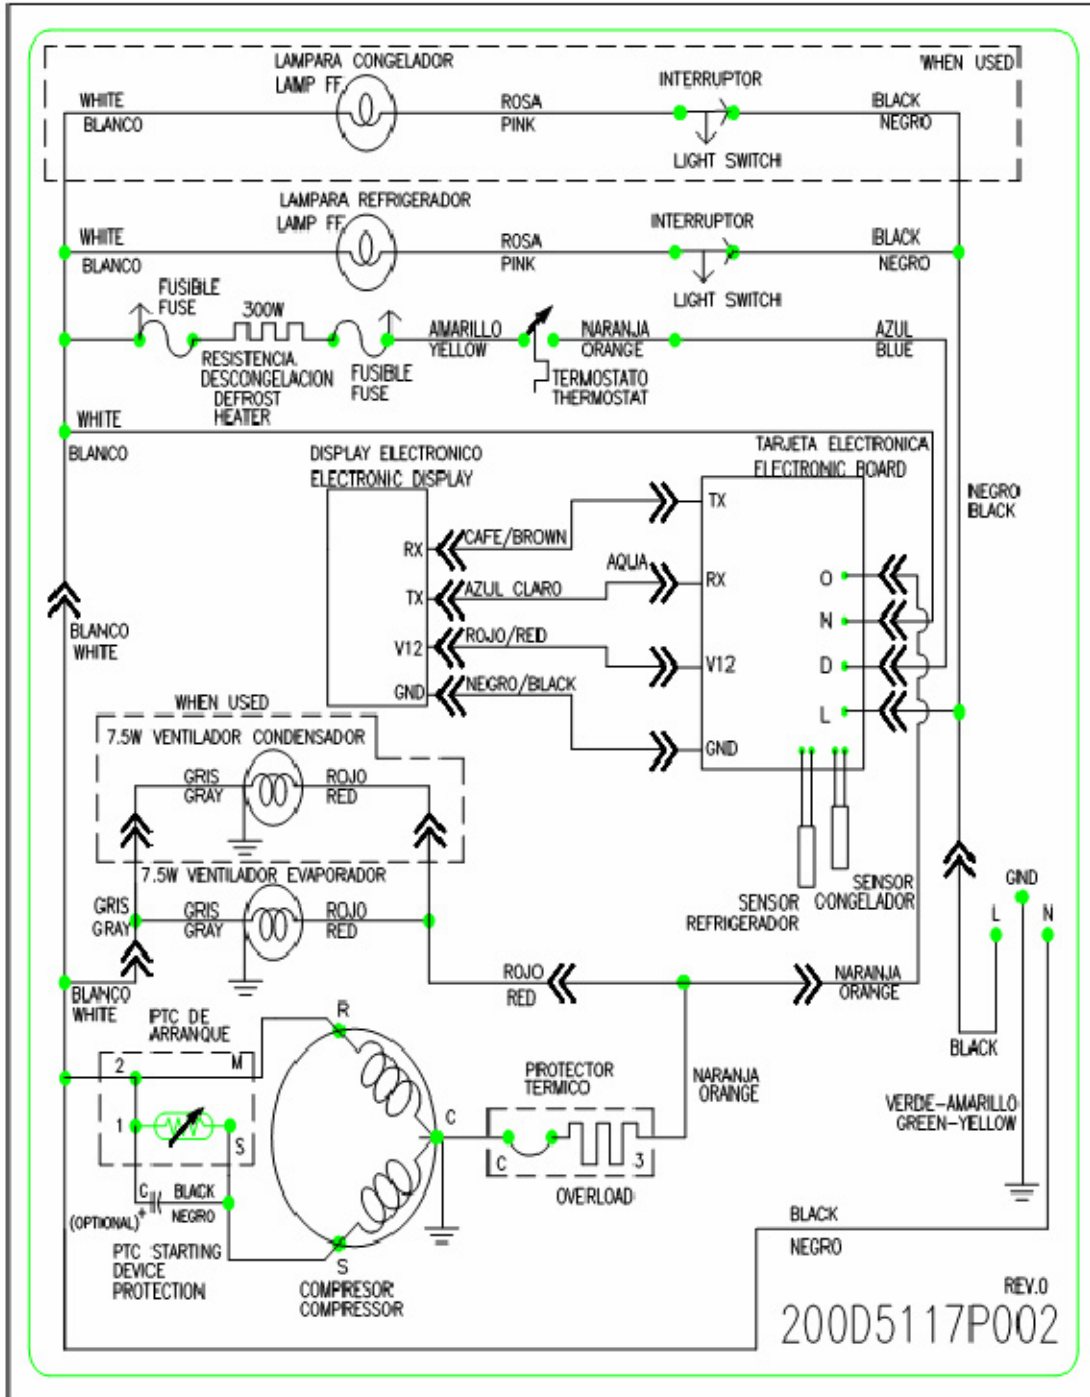 LAMPARA CONGELADOR
LAMP FF
WHEN USED
INTERRUPTOR
WHITE
BLANCO
ROSA
PINK
BLACK
NEGRO
LIGHT SWITCH
LAMPARA REFRIGERADOR
LAMP FF
INTERRUPTOR
WHITE
BLANCO
ROSA
PINK
BLACK
NEGRO
LIGHT SWITCH
FUSIBLE
FUSE
300W
RESISTENCIA
DESCONGELACION
DEFROST
HEATER
FUSIBLE
FUSE
AMARILLO
YELLOW
NARANJA
ORANGE
TERMOSTATO
THERMOSTAT
AZUL
BLUE
WHITE
BLANCO
DISPLAY ELECTRONICO
ELECTRONIC DISPLAY
TARJETA ELECTRONICA
ELECTRONIC BOARD
NEGRO
BLACK
RX
CAFE/BROWN
TX
TX
AZUL CLARO
AQUA
RX
V12
ROJO/RED
V12
GND
NEGRO/BLACK
GND
O
N
D
L
BLANCO
WHITE
WHEN USED
7.5W VENTILADOR CONDENSADOR
GRIS
GRAY
ROJO
RED
7.5W VENTILADOR EVAPORADOR
GRIS
GRAY
GRIS
GRAY
ROJO
RED
SENSOR
REFRIGERADOR
SENSOR
CONGELADOR
L
GND
N
BLANCO
WHITE
ROJO
RED
NARANJA
ORANGE
BLACK
PTC DE
ARRANQUE
2
M
1
S
C
+
(OPTIONAL)
BLACK
NEGRO
PTC STARTING
DEVICE
PROTECTION
R
C
S
COMPRESOR
COMPRESSOR
PROTECTOR
TERMICO
C
3
OVERLOAD
NARANJA
ORANGE
VERDE-AMARILLO
GREEN-YELLOW
BLACK
NEGRO
REV.0
200D5117P002